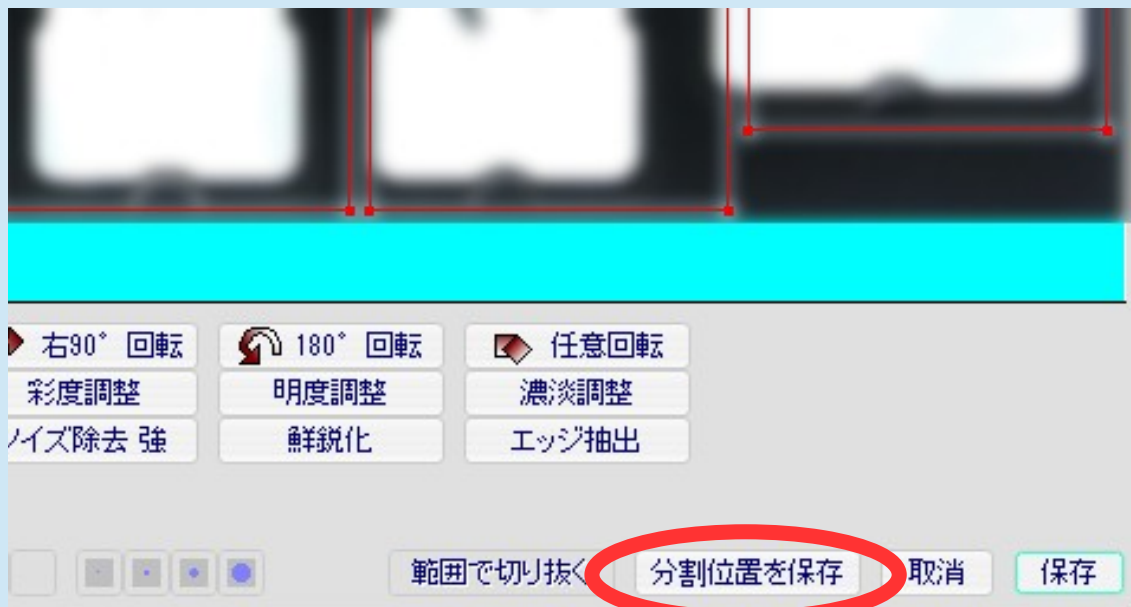 右90° 回転 180° 回転 任意回転
彩度調整 明度調整 濃淡調整
ノイズ除去 強 鮮鋭化 エッジ抽出
範囲で切り抜く 分割位置を保存 取消 保存